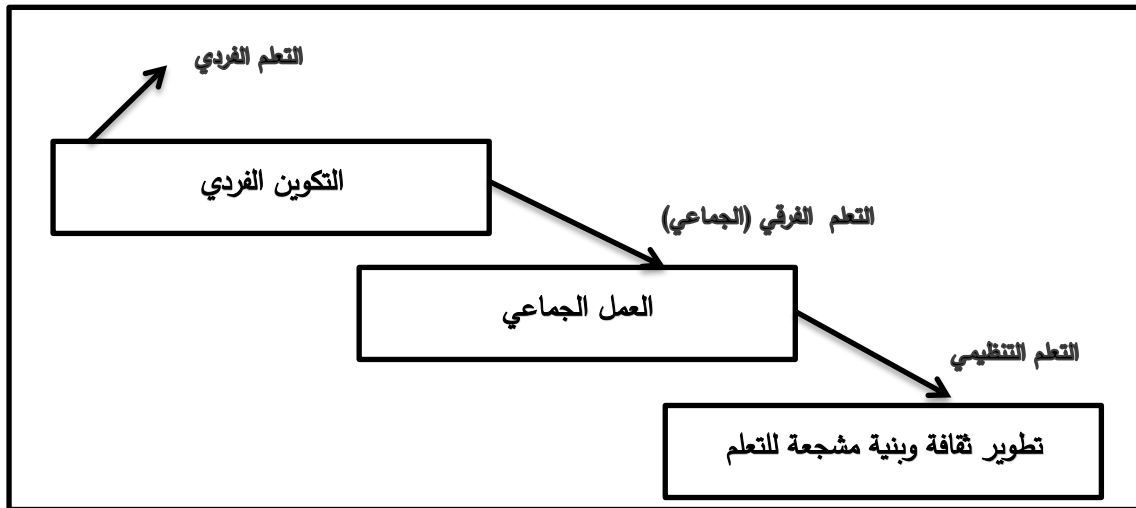 التعلم الفردي
التكوين الفردي
التعلم الفرقي (الجماعي)
العمل الجماعي
التعلم التنظيمي
تطوير ثقافة وبنية مشجعة للتعلم